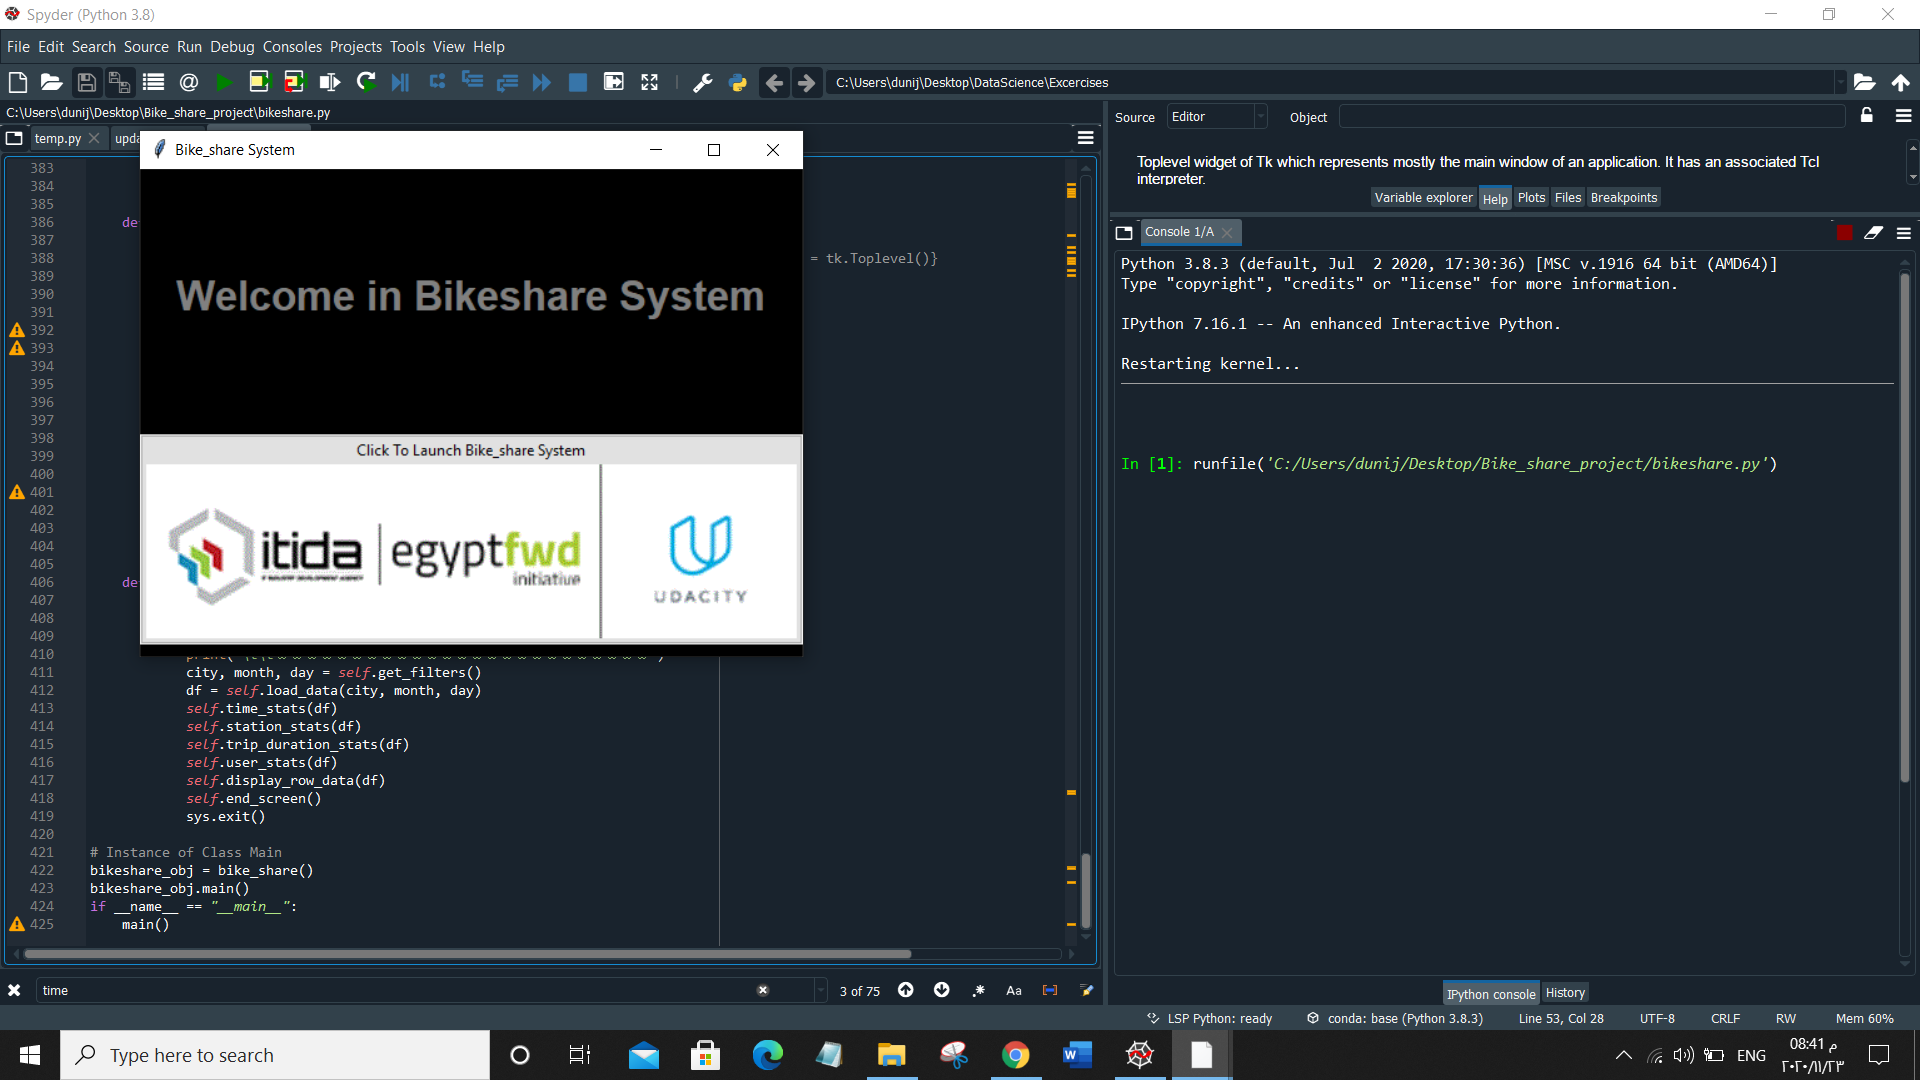 Spyder (Python 3.8)
File Edit Search Source Run Debug Consoles Projects Tools View Help
C:\Users\dunij\Desktop\DataScience\Excercises
C:\Users\dunij\Desktop\Bike_share_project\bikeshare.py
temp.py
upda
Bike_share System
Welcome in Bikeshare System
Click To Launch Bike_share System
itida
IT INDUSTRY DEVELOPMENT AGENCY
egyptfwd
initiative
UDACITY
383
384
385
386 de
387
388 = tk.Toplevel()}
389
390
391
392
393
394
395
396
397
398
399
400
401
402
403
404
405
406 de
407
408
409
410
411 city, month, day = self.get_filters()
412 df = self.load_data(city, month, day)
413 self.time_stats(df)
414 self.station_stats(df)
415 self.trip_duration_stats(df)
416 self.user_stats(df)
417 self.display_row_data(df)
418 self.end_screen()
419 sys.exit()
420
421 # Instance of Class Main
422 bikeshare_obj = bike_share()
423 bikeshare_obj.main()
424 if __name__ == "__main__":
425 main()
time
3 of 75
Aa
Source Editor Object
Toplevel widget of Tk which represents mostly the main window of an application. It has an associated Tcl
interpreter.
Variable explorer Help Plots Files Breakpoints
Console 1/A
Python 3.8.3 (default, Jul 2 2020, 17:30:36) [MSC v.1916 64 bit (AMD64)]
Type "copyright", "credits" or "license" for more information.
IPython 7.16.1 -- An enhanced Interactive Python.
Restarting kernel...
In [1]: runfile('C:/Users/dunij/Desktop/Bike_share_project/bikeshare.py')
IPython console History
LSP Python: ready conda: base (Python 3.8.3) Line 53, Col 28 UTF-8 CRLF RW Mem 60%
Type here to search
ENG
08:41 م
٢٠٢٠/١١/٢٣